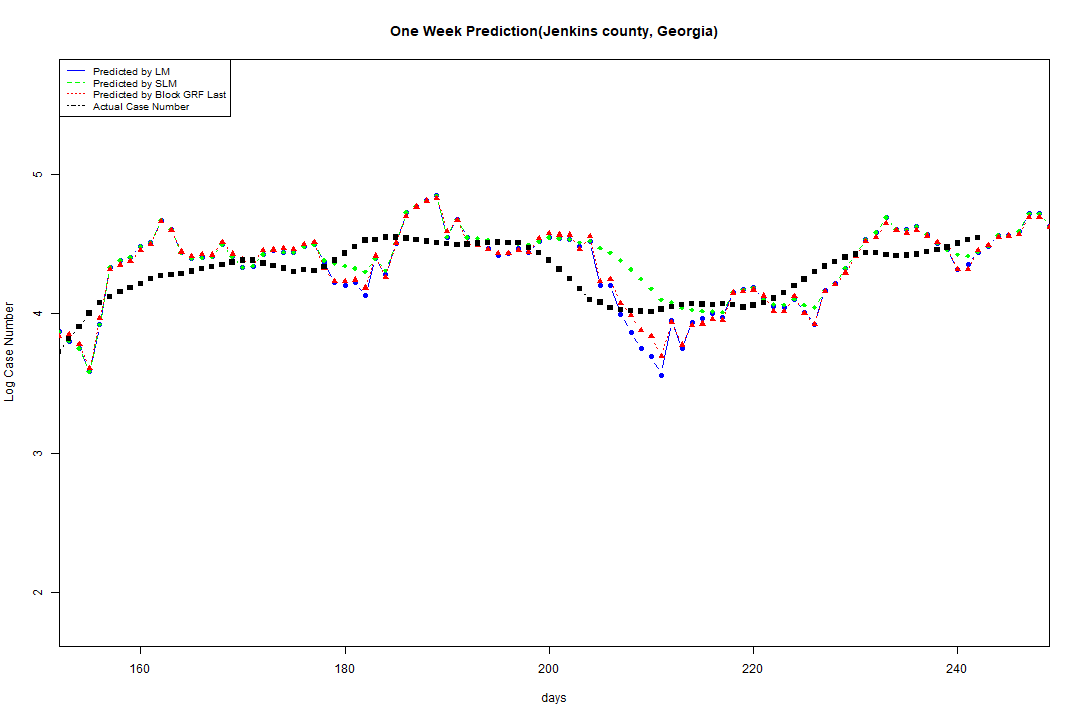 One Week Prediction(Jenkins county, Georgia)
Predicted by LM
Predicted by SLM
Predicted by Block GRF Last
Actual Case Number
5
4
3
2
Log Case Number
160 180 200 220 240
days